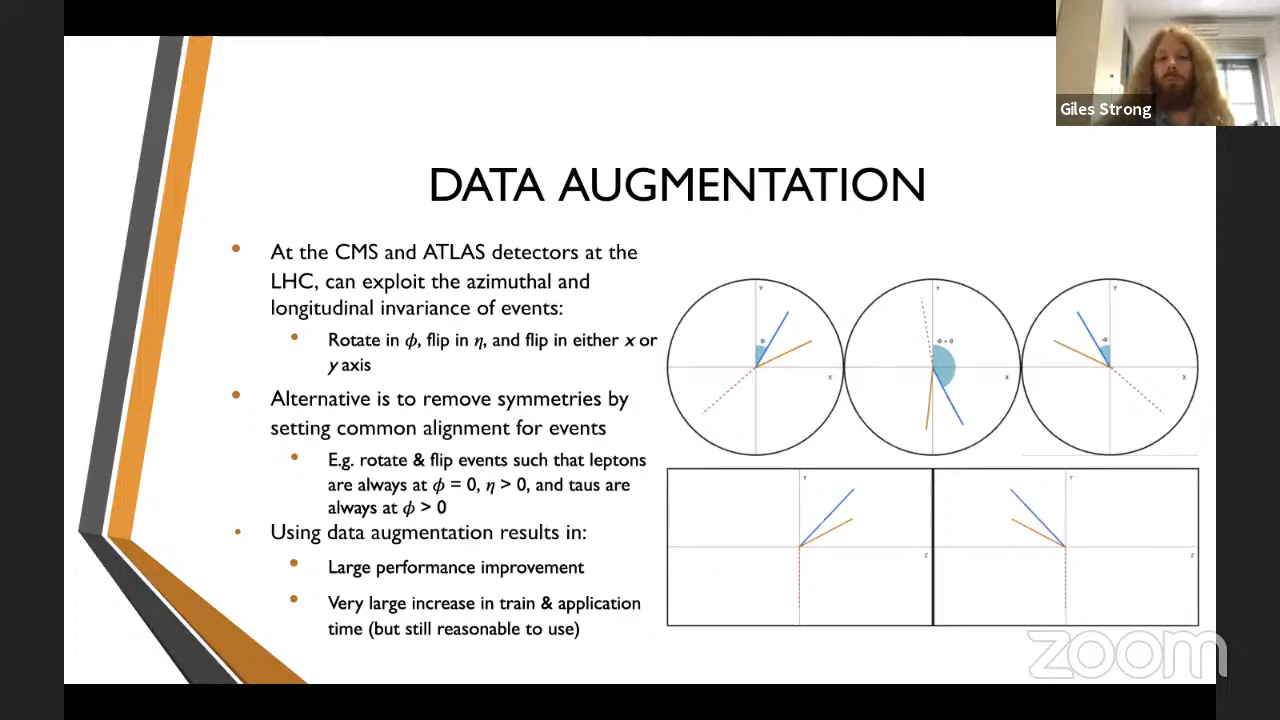 Giles Strong
DATA AUGMENTATION
• At the CMS and ATLAS detectors at the
LHC, can exploit the azimuthal and
longitudinal invariance of events:
• Rotate in ϕ, flip in η, and flip in either x or
y axis
• Alternative is to remove symmetries by
setting common alignment for events
• E.g. rotate & flip events such that leptons
are always at ϕ = 0, η > 0, and taus are
always at ϕ > 0
• Using data augmentation results in:
• Large performance improvement
• Very large increase in train & application
time (but still reasonable to use)
Y
Φ
X
Y
Φ + θ
X
Y
-Φ
X
Y
Z
Y
Z
zoom